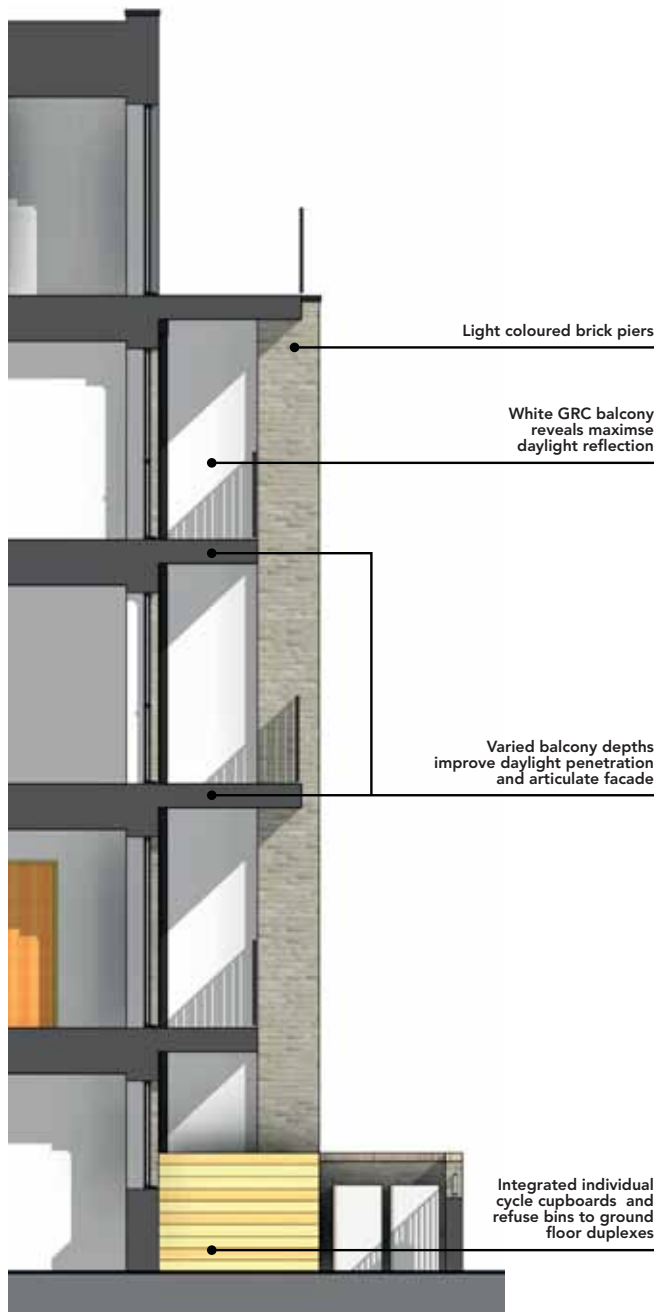 Light coloured brick piers
White GRC balcony
reveals maximse
daylight reflection
Varied balcony depths
improve daylight penetration
and articulate facade
Integrated individual
cycle cupboards and
refuse bins to ground
floor duplexes